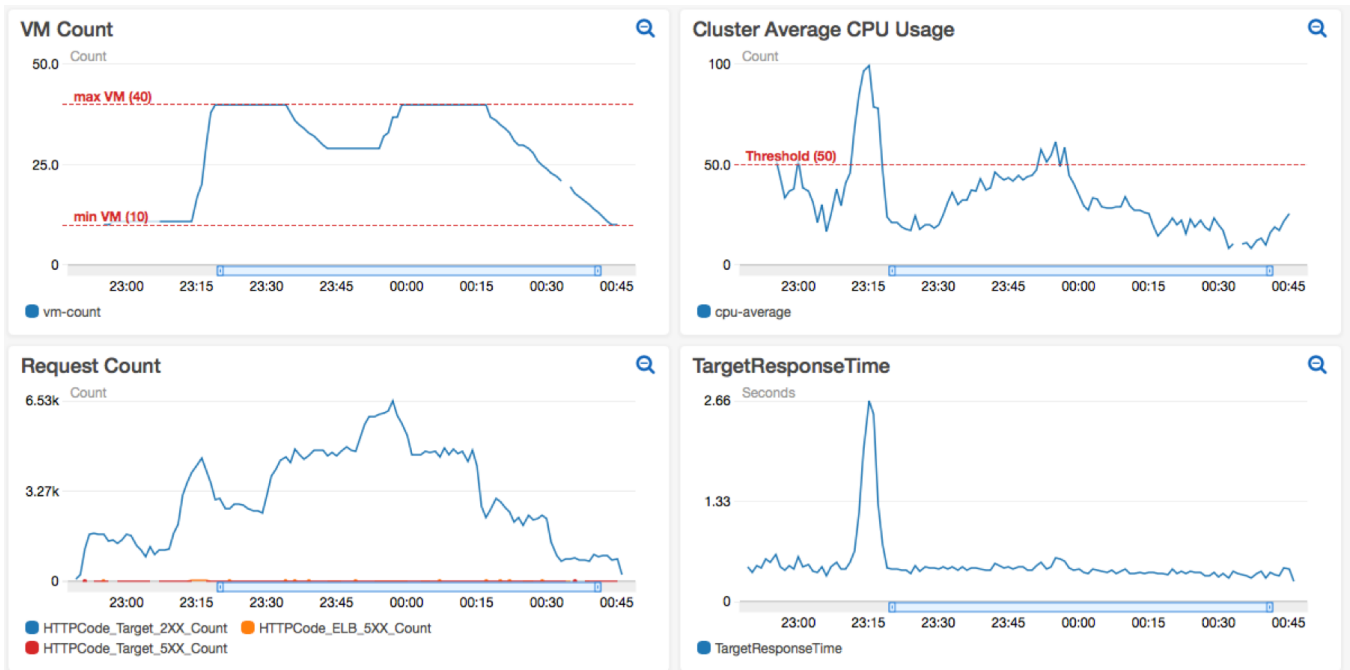 VM Count
Count
50.0
max VM (40)
25.0
min VM (10)
0
23:00 23:15 23:30 23:45 00:00 00:15 00:30 00:45
vm-count
Cluster Average CPU Usage
Count
100
Threshold (50)
50.0
0
23:00 23:15 23:30 23:45 00:00 00:15 00:30 00:45
cpu-average
Request Count
Count
6.53k
3.27k
0
23:00 23:15 23:30 23:45 00:00 00:15 00:30 00:45
HTTPCode_Target_2XX_Count HTTPCode_ELB_5XX_Count
HTTPCode_Target_5XX_Count
TargetResponseTime
Seconds
2.66
1.33
0
23:00 23:15 23:30 23:45 00:00 00:15 00:30 00:45
TargetResponseTime